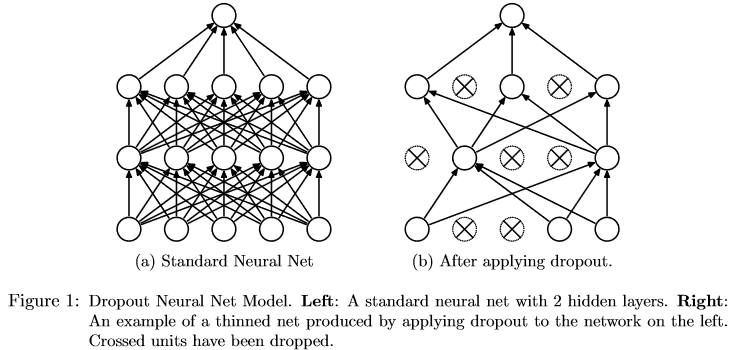 (a) Standard Neural Net
(b) After applying dropout.
Figure 1: Dropout Neural Net Model. Left: A standard neural net with 2 hidden layers. Right:
An example of a thinned net produced by applying dropout to the network on the left.
Crossed units have been dropped.